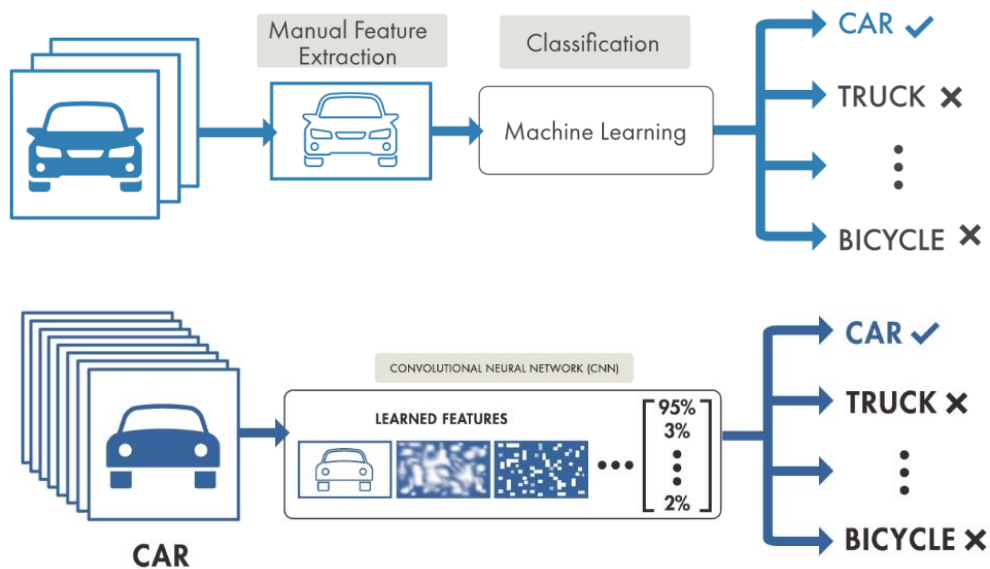 Manual Feature
Extraction
Classification
Machine Learning
CAR
TRUCK
BICYCLE
CAR
CONVOLUTIONAL NEURAL NETWORK (CNN)
LEARNED FEATURES
95%
3%
2%
CAR
TRUCK
BICYCLE
CAR